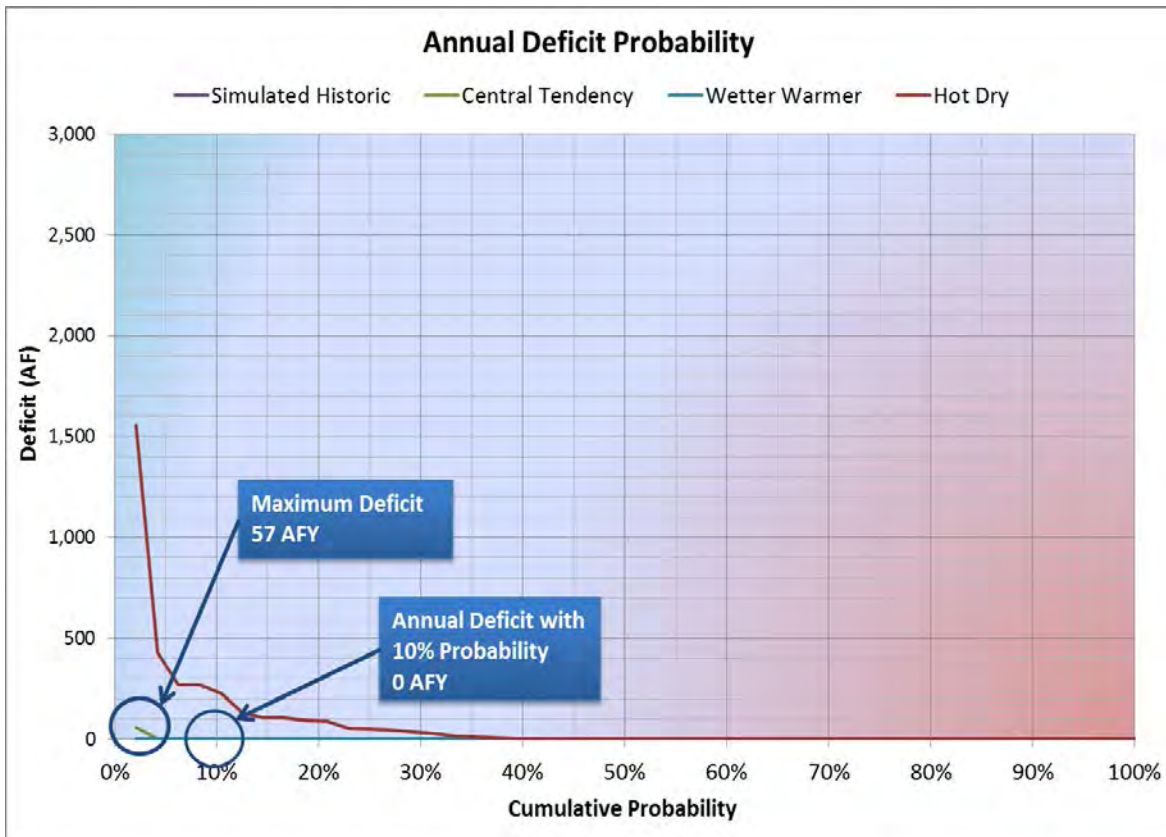 Annual Deficit Probability
Simulated Historic Central Tendency Wetter Warmer Hot Dry
3,000
2,500
2,000
1,500
1,000
500
0
Deficit (AF)
Maximum Deficit
57 AFY
Annual Deficit with
10% Probability
0 AFY
0% 10% 20% 30% 40% 50% 60% 70% 80% 90% 100%
Cumulative Probability